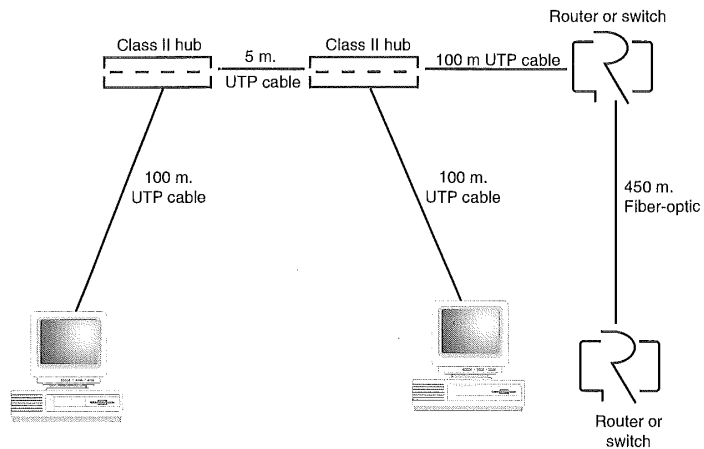 Router or switch
Class II hub
5 m.
UTP cable
Class II hub
100 m UTP cable
100 m.
UTP cable
100 m.
UTP cable
450 m.
Fiber-optic
Router or
switch